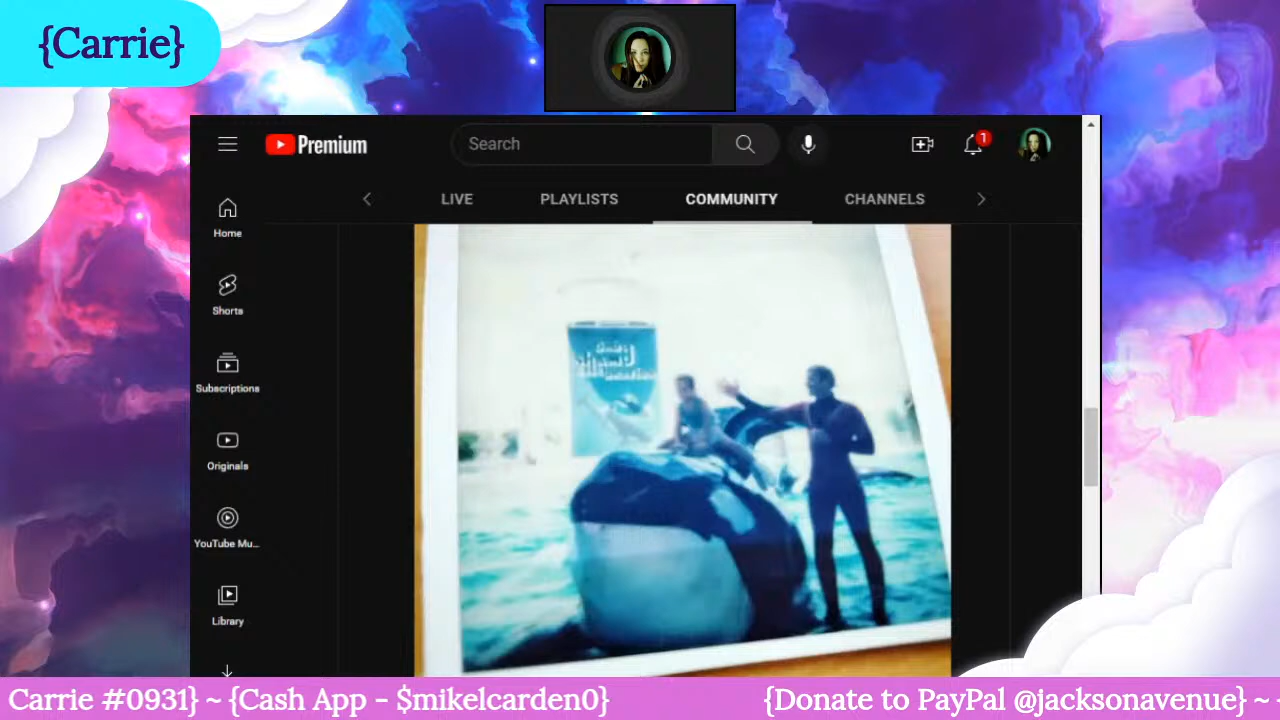 {Carrie}
Premium
Search
1
LIVE
PLAYLISTS
COMMUNITY
CHANNELS
Home
Shorts
Subscriptions
Originals
YouTube Mu...
Library
Carrie #0931} ~ {Cash App - $mikelcarden0}
{Donate to PayPal @jacksonavenue} ~